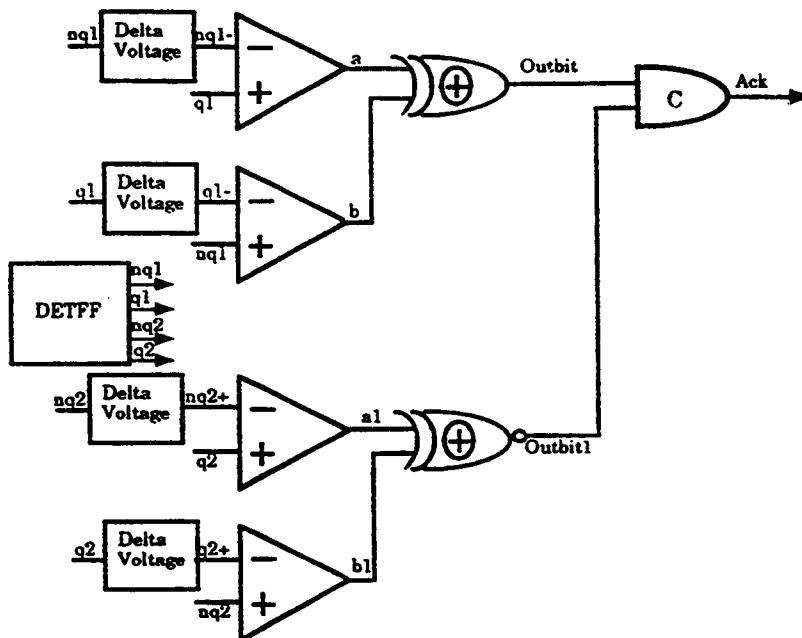 nq1
Delta
Voltage
nq1-
q1
a
Outbit
C
Ack
q1
Delta
Voltage
q1-
nq1
b
DETFF
nq1
q1
nq2
q2
nq2
Delta
Voltage
nq2+
q2
a1
Outbit1
q2
Delta
Voltage
q2+
nq2
b1